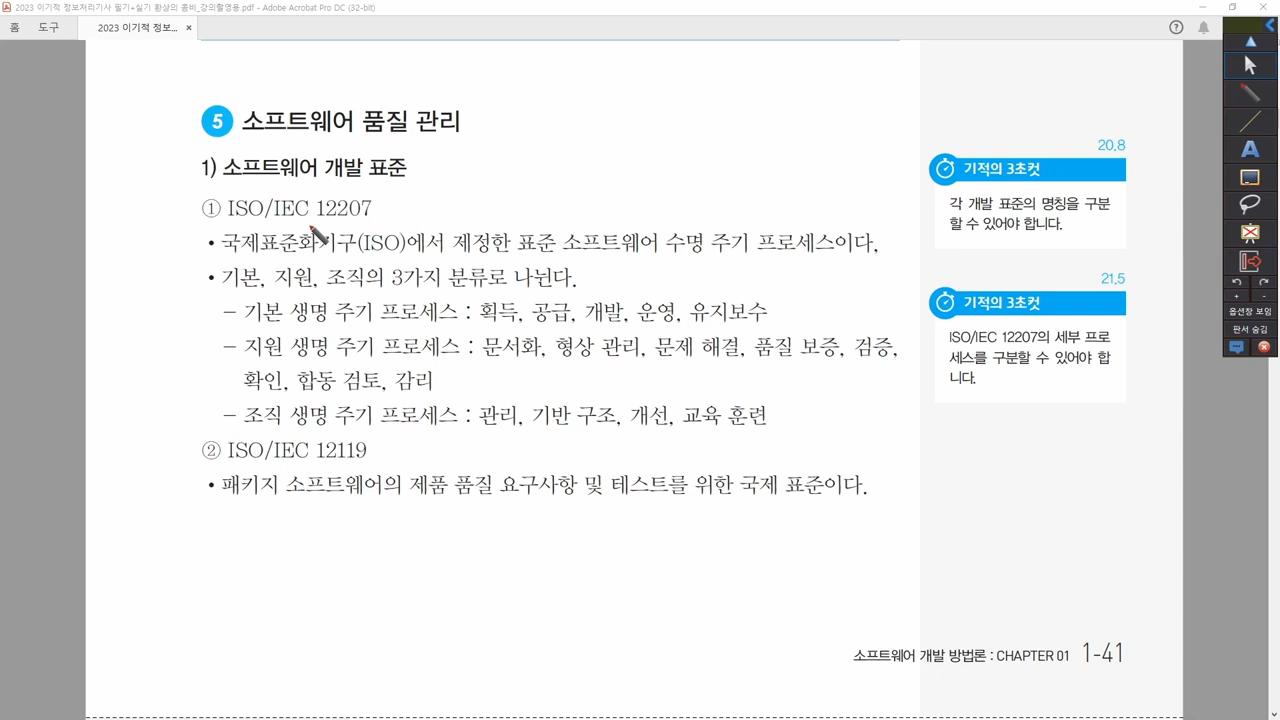 2023 이기적 정보처리기사 필기+실기 환상의 콤비_강의촬영용.pdf - Adobe Acrobat Pro DC (32-bit)
홈 도구 2023 이기적 정보... ×
5 소프트웨어 품질 관리
1) 소프트웨어 개발 표준
① ISO/IEC 12207
• 국제표준화기구(ISO)에서 제정한 표준 소프트웨어 수명 주기 프로세스이다.
• 기본, 지원, 조직의 3가지 분류로 나뉜다.
– 기본 생명 주기 프로세스 : 획득, 공급, 개발, 운영, 유지보수
– 지원 생명 주기 프로세스 : 문서화, 형상 관리, 문제 해결, 품질 보증, 검증,
확인, 합동 검토, 감리
– 조직 생명 주기 프로세스 : 관리, 기반 구조, 개선, 교육 훈련
② ISO/IEC 12119
• 패키지 소프트웨어의 제품 품질 요구사항 및 테스트를 위한 국제 표준이다.
20.8
기적의 3초컷
각 개발 표준의 명칭을 구분
할 수 있어야 합니다.
21.5
기적의 3초컷
ISO/IEC 12207의 세부 프로
세스를 구분할 수 있어야 합
니다.
소프트웨어 개발 방법론 : CHAPTER 01 1-41
A
옵션창 보임
판서 숨김